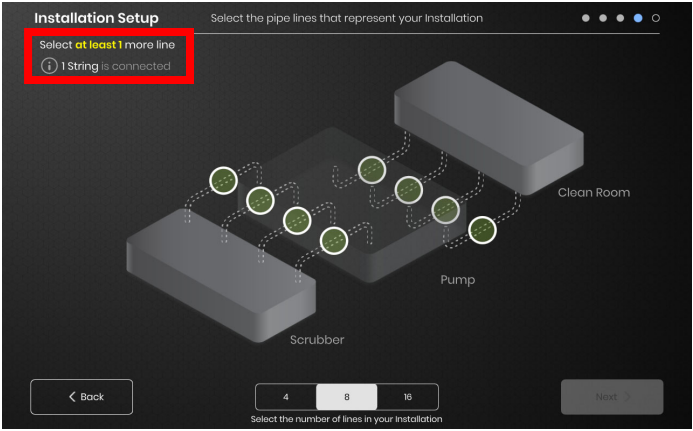 Installation Setup
Select the pipe lines that represent your Installation
Select at least 1 more line
i 1 String is connected
Clean Room
Pump
Scrubber
Back
4 8 16
Next
Select the number of lines in your Installation